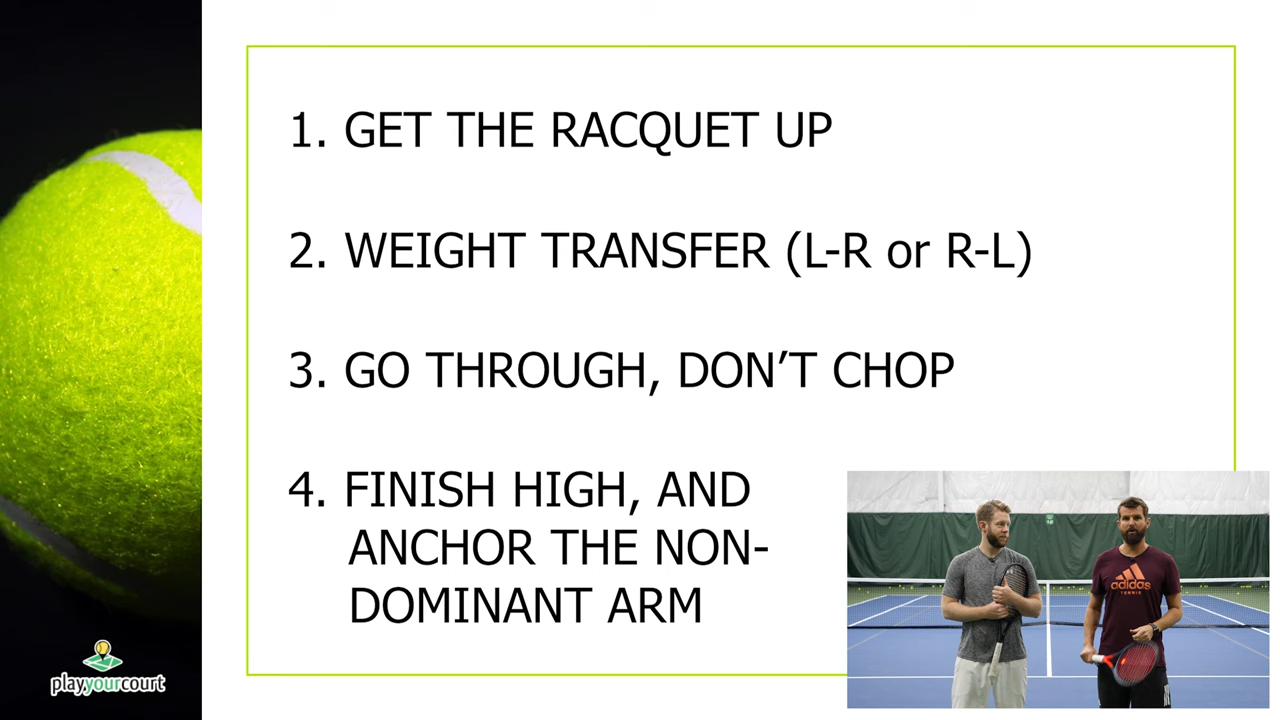 1. GET THE RACQUET UP
2. WEIGHT TRANSFER (L-R or R-L)
3. GO THROUGH, DON’T CHOP
4. FINISH HIGH, AND
ANCHOR THE NON-
DOMINANT ARM
playyourcourt
adidas
TENNIS